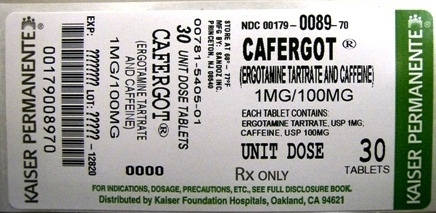 KAISER PERMANENTE®
00179008970
EXP: ???????? LOT: ?????? - 12820
CAFERGOT ®
(ERGOTAMINE TARTRATE
AND CAFFEINE)
1MG/100MG
30 UNIT DOSE TABLETS
00781-5405-01
MFG. BY: SANDOZ INC.
PRINCETON, NJ 08540
STORE AT 68° - 77°F
0000
NDC 00179-0089-70
CAFERGOT ®
(ERGOTAMINE TARTRATE AND CAFFEINE)
1MG/100MG
EACH TABLET CONTAINS:
ERGOTAMINE TARTRATE, USP 1MG,
CAFFEINE, USP 100MG
UNIT DOSE 30
TABLETS
RX ONLY
FOR INDICATIONS, DOSAGE, PRECAUTIONS, ETC., SEE FULL DISCLOSURE BOOK.
Distributed by Kaiser Foundation Hospitals, Oakland, CA 94621
KAISER PERMANENTE®